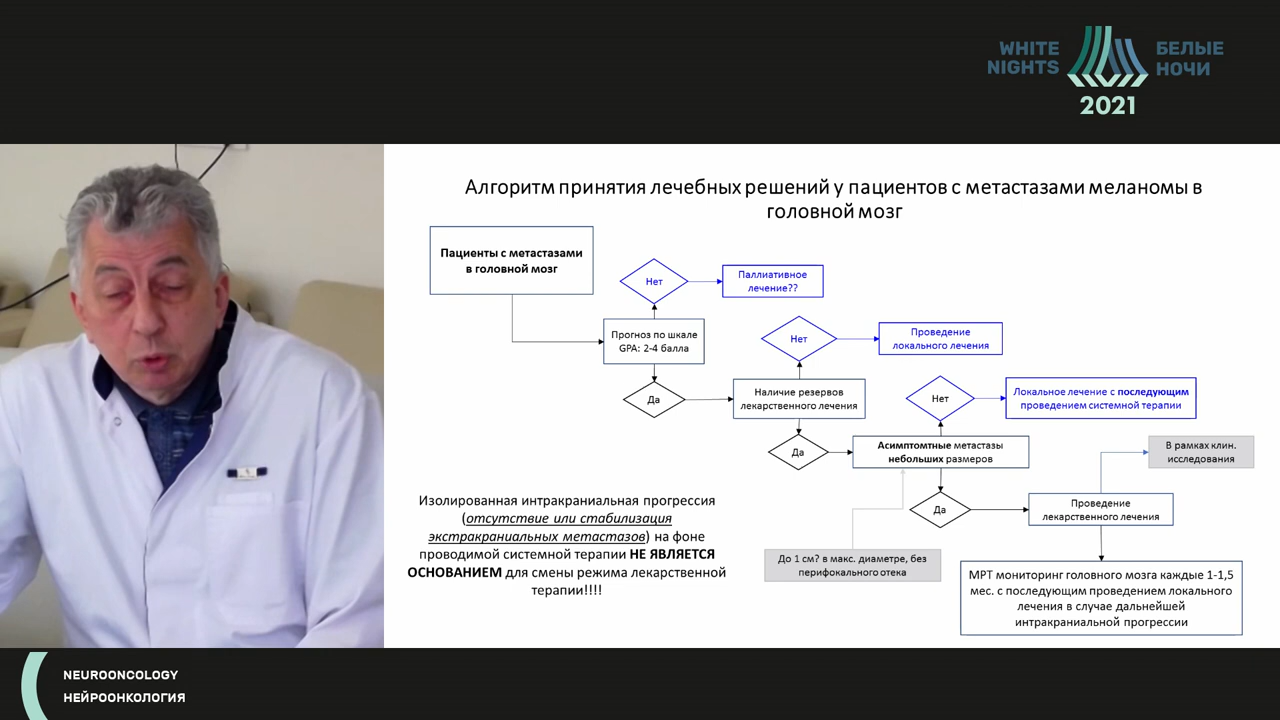 WHITE
NIGHTS
БЕЛЫЕ
НОЧИ
2021
Алгоритм принятия лечебных решений у пациентов с метастазами меланомы в
головной мозг
Пациенты с метастазами
в головной мозг
Нет
Паллиативное
лечение??
Прогноз по шкале
GPA: 2-4 балла
Да
Нет
Проведение
локального лечения
Наличие резервов
лекарственного лечения
Да
Нет
Локальное лечение с последующим
проведением системной терапии
Асимптомтные метастазы
небольших размеров
Да
В рамках клин.
исследования
Проведение
лекарственного лечения
До 1 см? в макс. диаметре, без
перифокального отека
МРТ мониторинг головного мозга каждые 1-1,5
мес. с последующим проведением локального
лечения в случае дальнейшей
интракраниальной прогрессии
Изолированная интракраниальная прогрессия
(отсутствие или стабилизация
экстракраниальных метастазов) на фоне
проводимой системной терапии НЕ ЯВЛЯЕТСЯ
ОСНОВАНИЕМ для смены режима лекарственной
терапии!!!!
NEUROONCOLOGY
НЕЙРООНКОЛОГИЯ